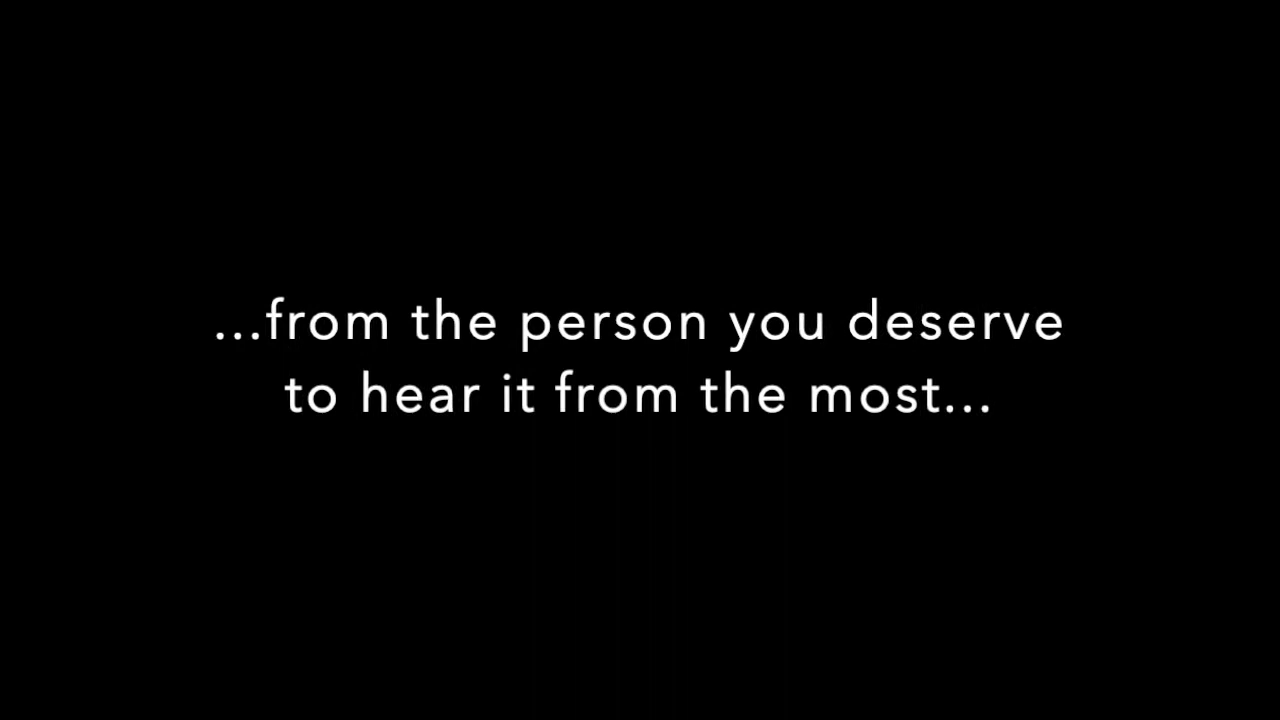 ...from the person you deserve
to hear it from the most...